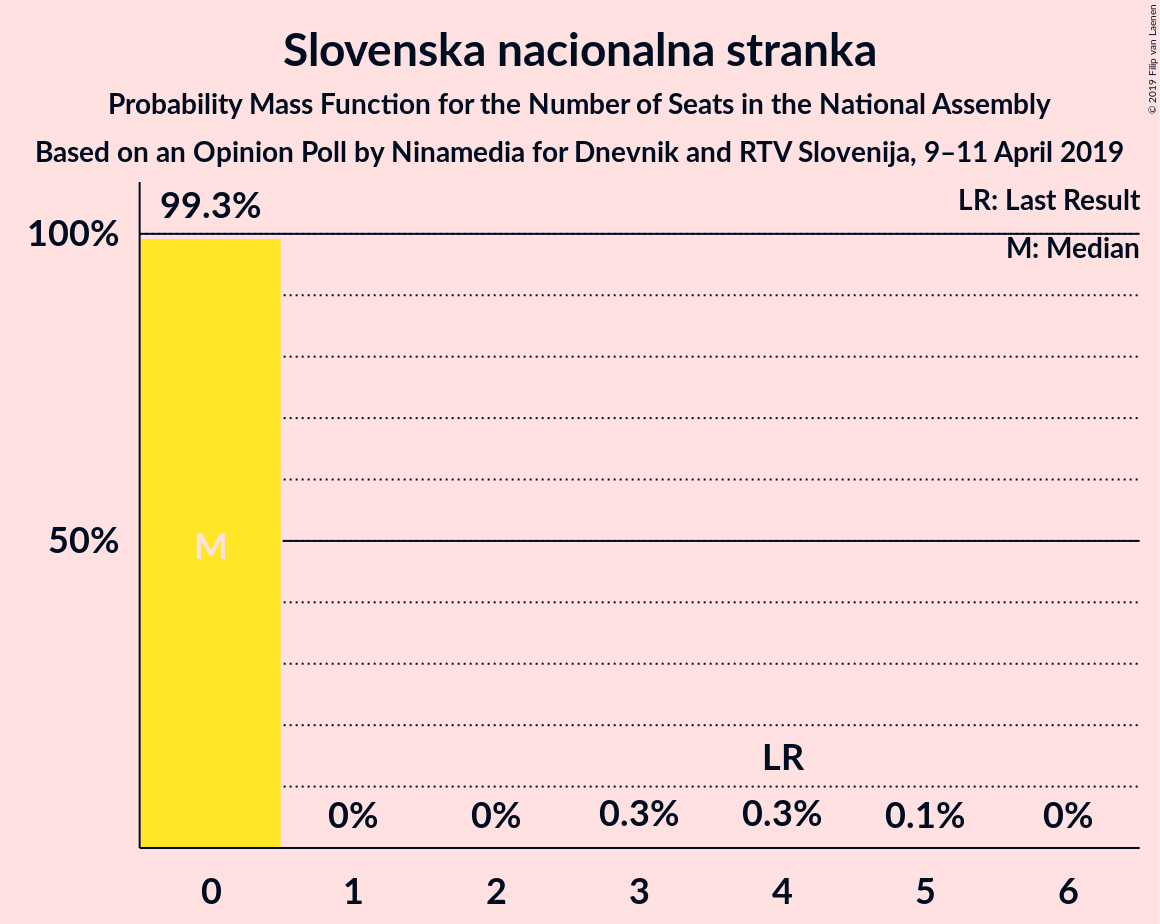 Slovenska nacionalna stranka
Probability Mass Function for the Number of Seats in the National Assembly
Based on an Opinion Poll by Ninamedia for Dnevnik and RTV Slovenija, 9–11 April 2019
© 2019 Filip van Laenen
LR: Last Result
M: Median
99.3%
100%
50%
M
LR
0% 0% 0.3% 0.3% 0.1% 0%
0 1 2 3 4 5 6